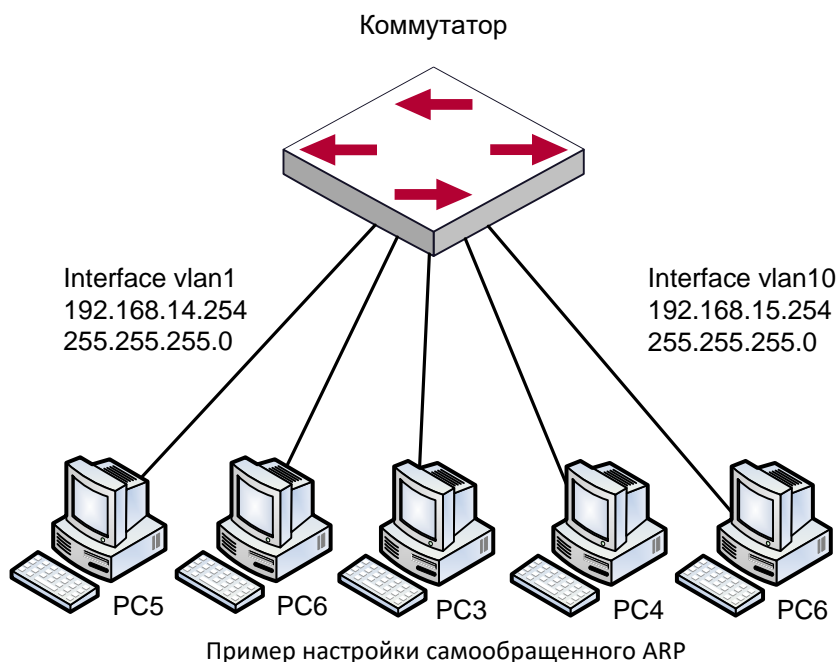 Коммутатор
Interface vlan1
192.168.14.254
255.255.255.0
Interface vlan10
192.168.15.254
255.255.255.0
PC5
PC6
PC3
PC4
PC6
Пример настройки самообращенного ARP